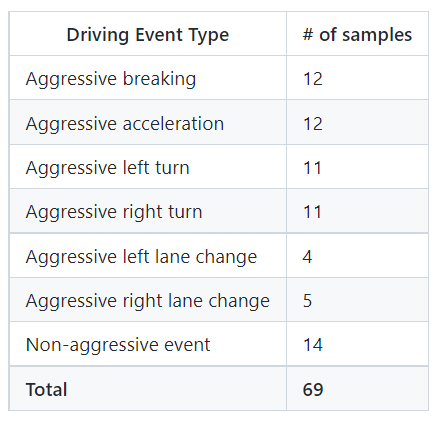 Driving Event Type # of samples
Aggressive breaking 12
Aggressive acceleration 12
Aggressive left turn 11
Aggressive right turn 11
Aggressive left lane change 4
Aggressive right lane change 5
Non-aggressive event 14
Total 69